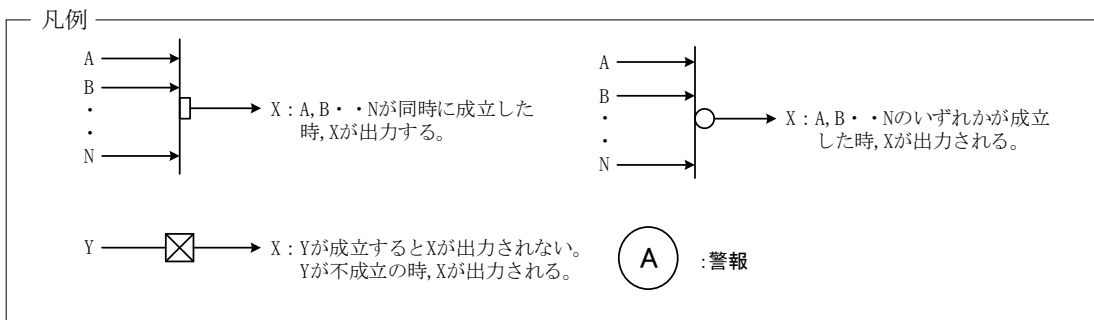 凡例
A
B
・
・
N
X：A,B・・Nが同時に成立した
時,Xが出力する。
A
B
・
・
N
X：A,B・・Nのいずれかが成立
した時,Xが出力される。
Y
X：Yが成立するとXが出力されない。
Yが不成立の時,Xが出力される。
A
:警報